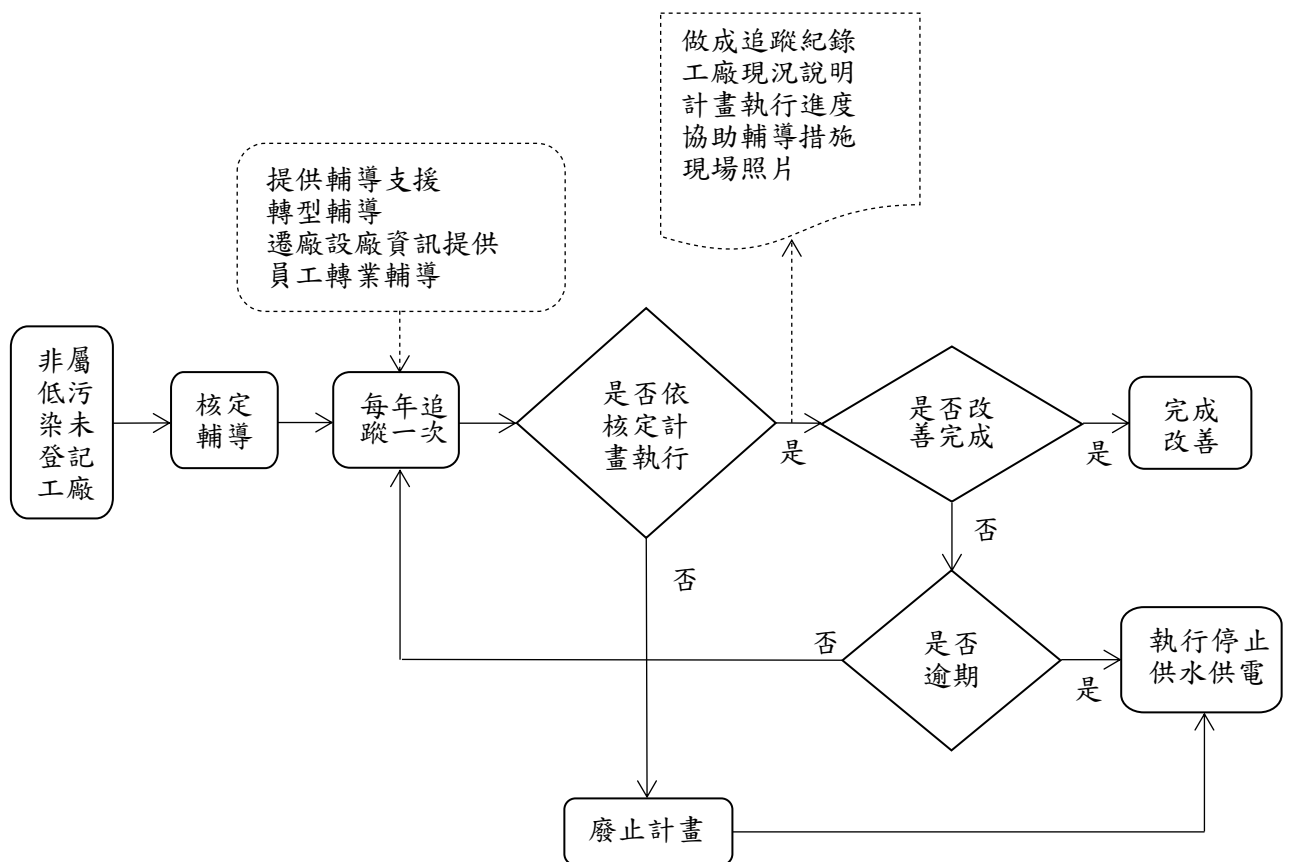 做成追蹤紀錄
工廠現況說明
計畫執行進度
協助輔導措施
現場照片
提供輔導支援
轉型輔導
遷廠設廠資訊提供
員工轉業輔導
非屬
低污
染未
登記
工廠
核定
輔導
每年追
蹤一次
是否依
核定計
畫執行
是
是否改
善完成
是
完成
改善
否
否
否
是否
逾期
是
執行停止
供水供電
廢止計畫